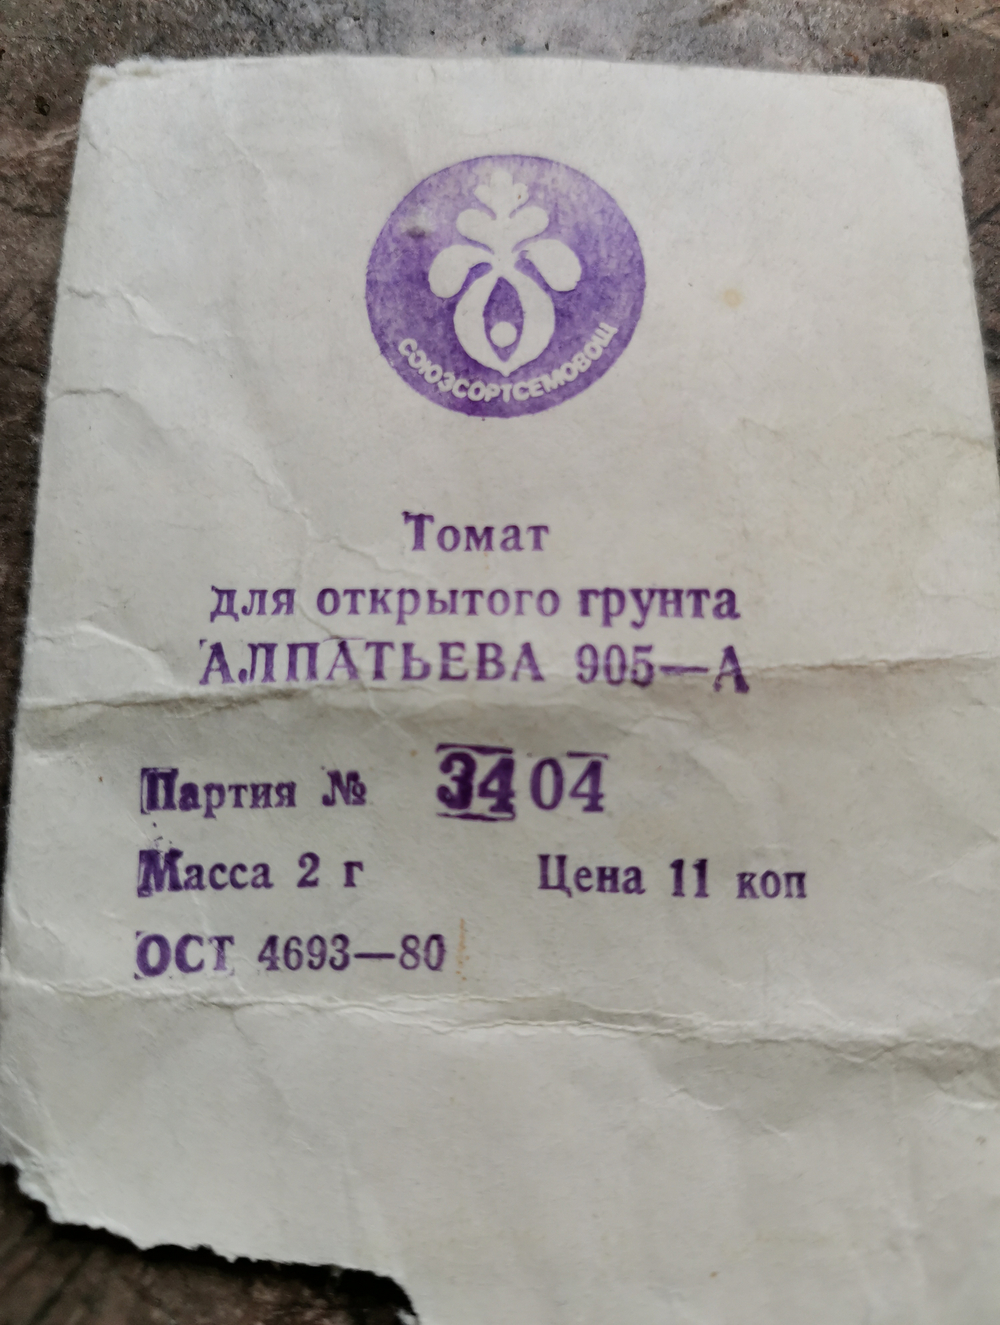 СОЮЗСОРТСЕМОВОЩ
Томат
для открытого грунта
АЛПАТЬЕВА 905—А
Партия № 3404
Масса 2 г Цена 11 коп
ОСТ 4693—80